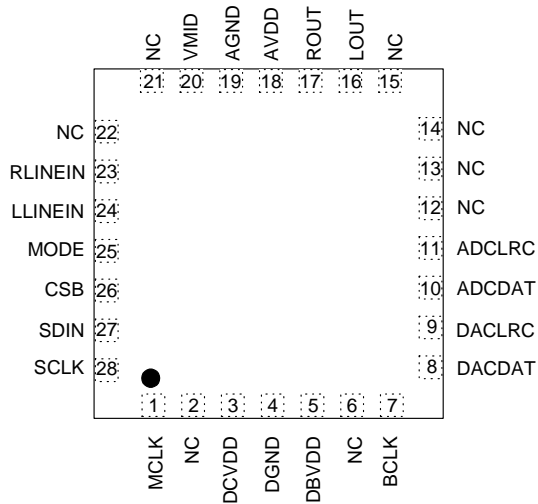 NC
VMID
AGND
AVDD
ROUT
LOUT
NC
21
20
19
18
17
16
15
NC 22
RLINEIN 23
LLINEIN 24
MODE 25
CSB 26
SDIN 27
SCLK 28
14 NC
13 NC
12 NC
11 ADCLRC
10 ADCDAT
9 DACLRC
8 DACDAT
1
2
3
4
5
6
7
MCLK
NC
DCVDD
DGND
DBVDD
NC
BCLK